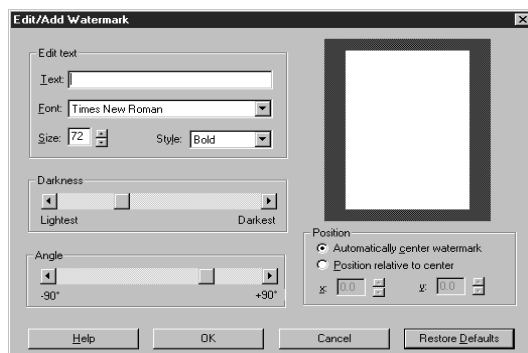 Edit/Add Watermark
Edit text
Text:
Font: Times New Roman
Size: 72 Style: Bold
Darkness
Lightest Darkest
Angle
-90° +90°
Position
Automatically center watermark
Position relative to center
x: 0.0 y: 0.0
Help OK Cancel Restore Defaults